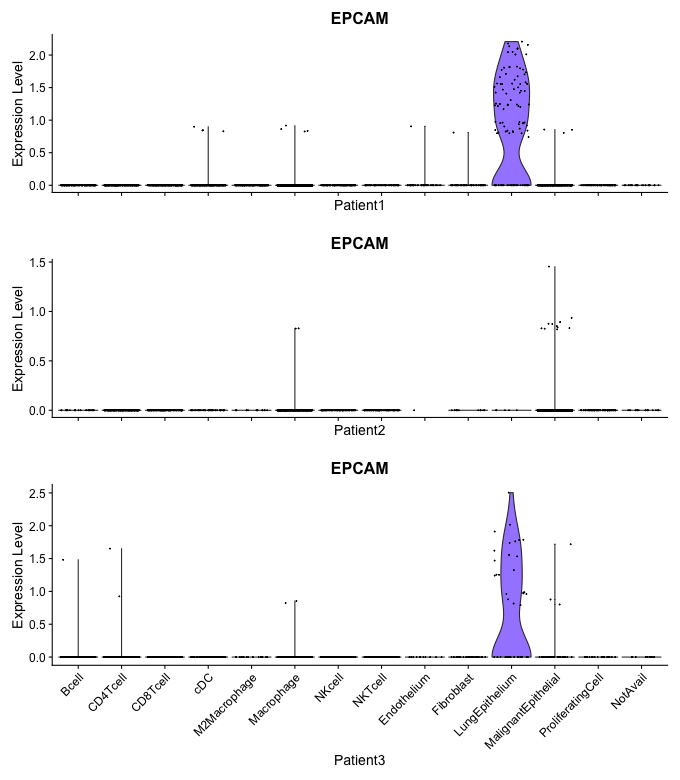 EPCAM
Expression Level
2.0
1.5
1.0
0.5
0.0
Patient1
EPCAM
Expression Level
1.5
1.0
0.5
0.0
Patient2
EPCAM
Expression Level
2.5
2.0
1.5
1.0
0.5
0.0
Bcell
CD4Tcell
CD8Tcell
cDC
M2Macrophage
Macrophage
NKcell
NKTcell
Endothelium
Fibroblast
LungEpithelium
MalignantEpithelial
ProliferatingCell
NotAvail
Patient3